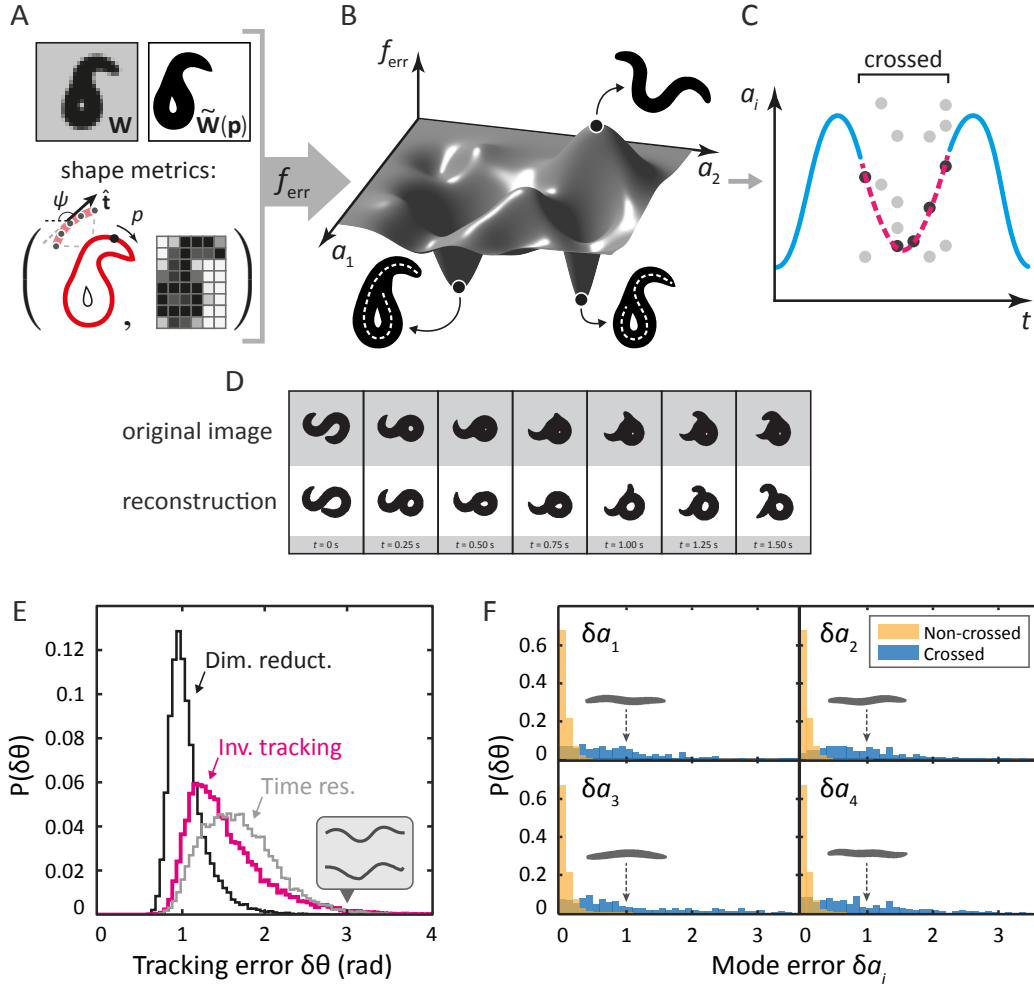 A
W
W̃(p)
shape metrics:
ψ
t̂
p
,
f_err
B
f_err
a_1
a_2
C
crossed
a_i
t
D
original image
reconstruction
t = 0 s
t = 0.25 s
t = 0.50 s
t = 0.75 s
t = 1.00 s
t = 1.25 s
t = 1.50 s
E
P(δθ)
0.12
0.1
0.08
0.06
0.04
0.02
0
Dim. reduct.
Inv. tracking
Time res.
0 1 2 3 4
Tracking error δθ (rad)
F
P(δθ)
0.6
0.4
0.2
0
δa_1
δa_2
Non-crossed
Crossed
0.6
0.4
0.2
0
δa_3
δa_4
0 1 2 3 0 1 2 3
Mode error δa_i